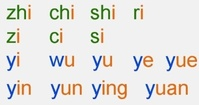 zhi chi shi ri
zi ci si
yi wu yu ye yue
yin yun ying yuan